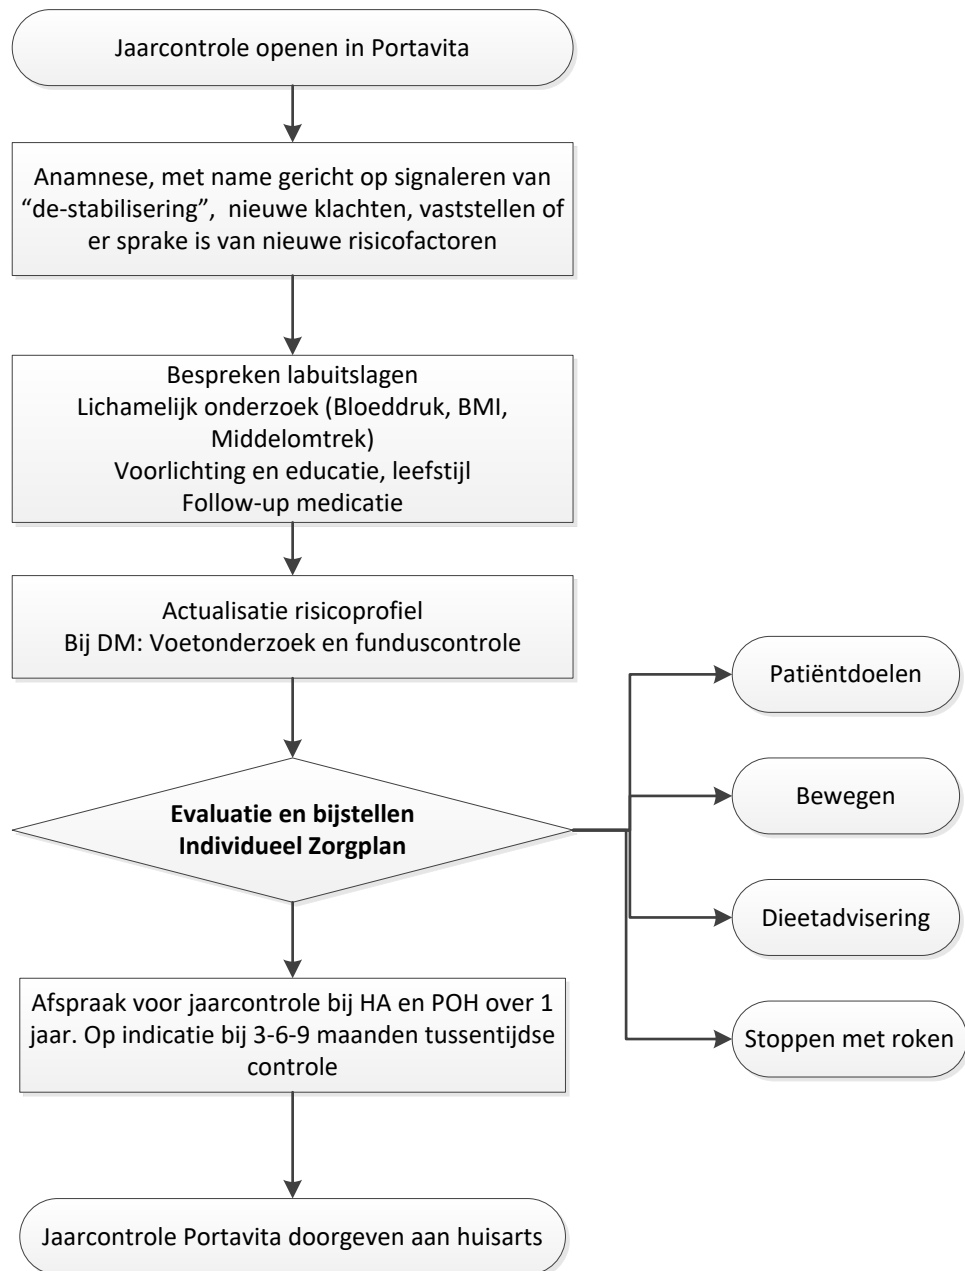 Jaarcontrole openen in Portavita
Anamnese, met name gericht op signaleren van
“de-stabilisering”,  nieuwe klachten, vaststellen of
er sprake is van nieuwe risicofactoren
Bespreken labuitslagen
Lichamelijk onderzoek (Bloeddruk, BMI,
Middelomtrek)
Voorlichting en educatie, leefstijl
Follow-up medicatie
Actualisatie risicoprofiel
Bij DM: Voetonderzoek en funduscontrole
Evaluatie en bijstellen
Individueel Zorgplan
Patiëntdoelen
Bewegen
Dieetadvisering
Stoppen met roken
Afspraak voor jaarcontrole bij HA en POH over 1
jaar. Op indicatie bij 3-6-9 maanden tussentijdse
controle
Jaarcontrole Portavita doorgeven aan huisarts